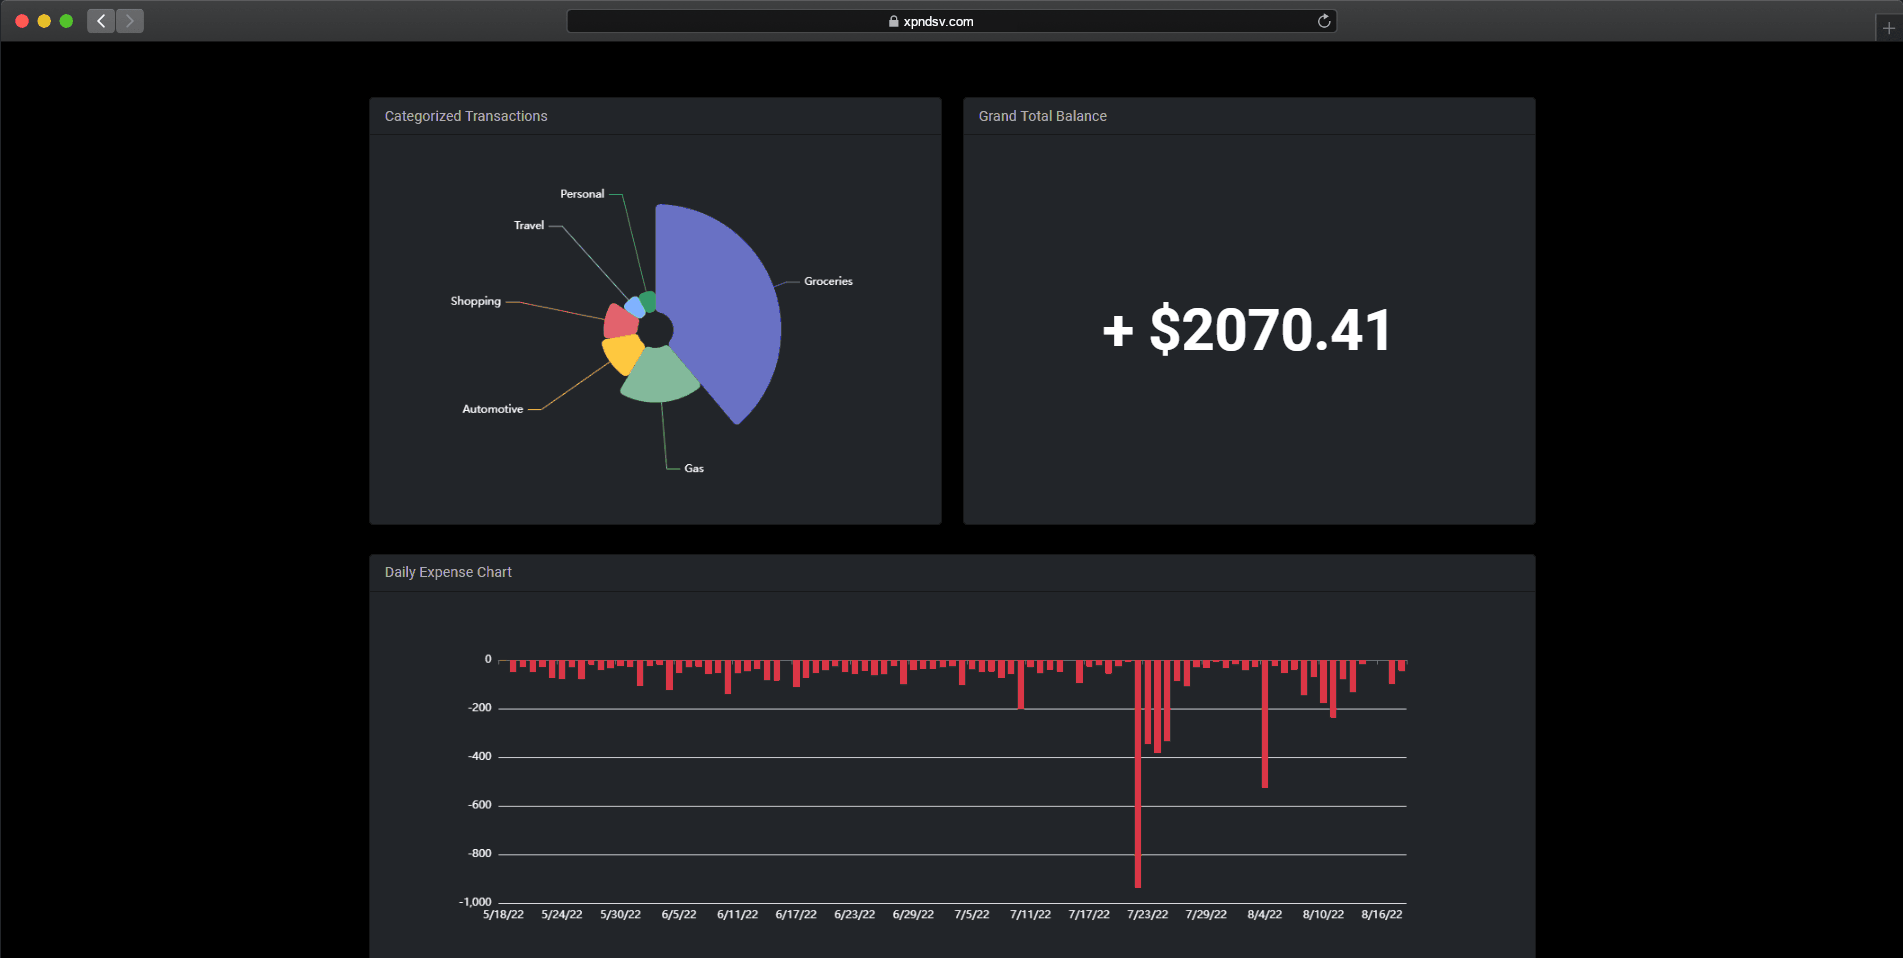 xpndsv.com
Categorized Transactions
Personal
Travel
Groceries
Shopping
Automotive
Gas
Grand Total Balance
+ $2070.41
Daily Expense Chart
0
-200
-400
-600
-800
-1,000
5/18/22 5/24/22 5/30/22 6/5/22 6/11/22 6/17/22 6/23/22 6/29/22 7/5/22 7/11/22 7/17/22 7/23/22 7/29/22 8/4/22 8/10/22 8/16/22